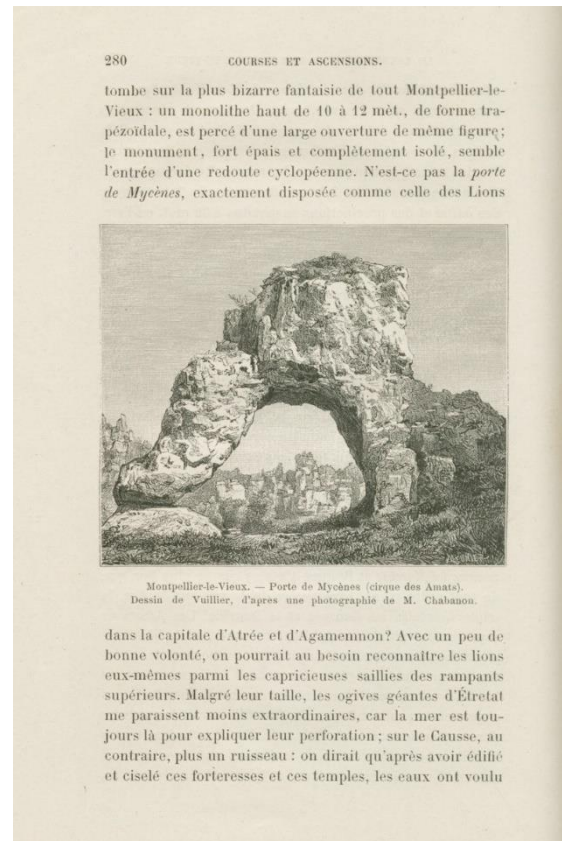 280
COURSES ET ASCENSIONS.
tombe sur la plus bizarre fantaisie de tout Montpellier-le-
Vieux : un monolithe haut de 10 à 12 mèt., de forme tra-
pézoïdale, est percé d'une large ouverture de même figure;
le monument, fort épais et complètement isolé, semble
l'entrée d'une redoute cyclopéenne. N'est-ce pas la porte
de Mycènes, exactement disposée comme celle des Lions
Montpellier-le-Vieux. — Porte de Mycènes (cirque des Amats).
Dessin de Vuillier, d'après une photographie de M. Chabanon.
dans la capitale d'Atrée et d'Agamemnon? Avec un peu de
bonne volonté, on pourrait au besoin reconnaître les lions
eux-mêmes parmi les capricieuses saillies des rampants
supérieurs. Malgré leur taille, les ogives géantes d'Étretat
me paraissent moins extraordinaires, car la mer est tou-
jours là pour expliquer leur perforation; sur le Causse, au
contraire, plus un ruisseau : on dirait qu'après avoir édifié
et ciselé ces forteresses et ces temples, les eaux ont voulu